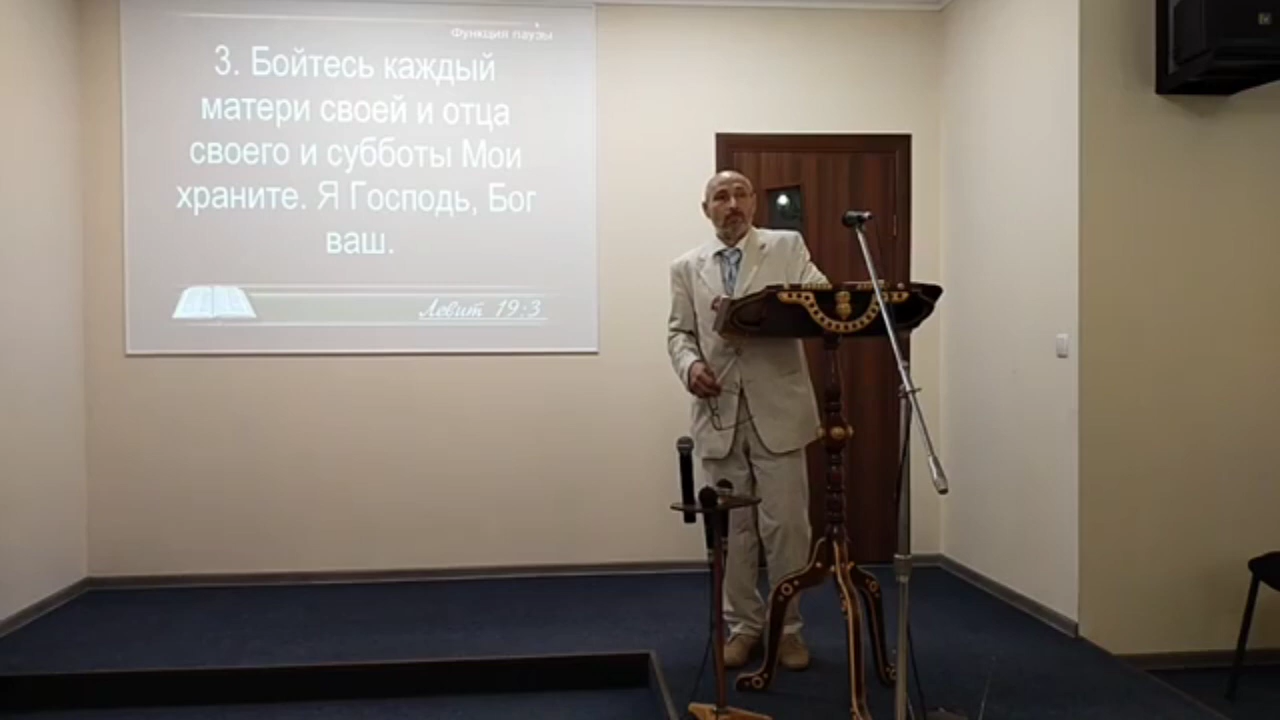 Функция паузы
3. Бойтесь каждый
матери своей и отца
своего и субботы Мои
храните. Я Господь, Бог
ваш.
Левит 19:3